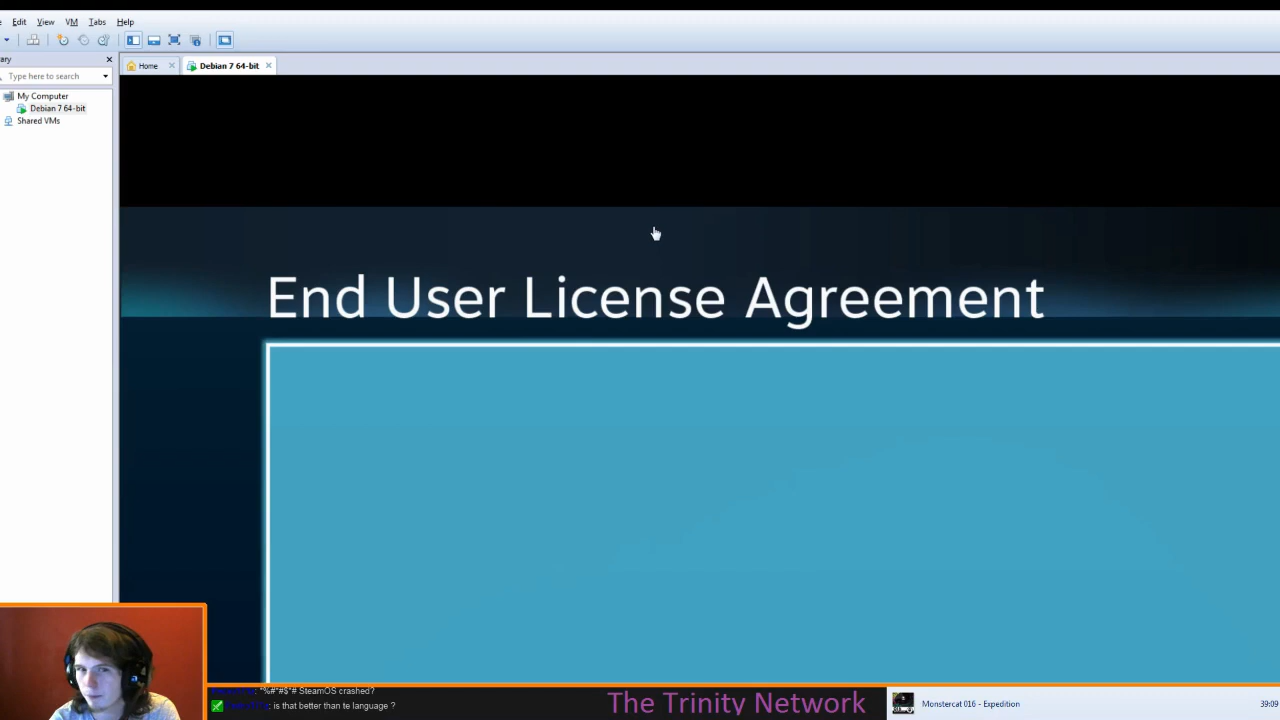 Edit View VM Tabs Help
Type here to search
Home
Debian 7 64-bit
My Computer
Debian 7 64-bit
Shared VMs
End User License Agreement
: *%#*#$*# SteamOS crashed?
: is that better than te language ?
The Trinity Network
Monstercat 016 - Expedition
39:09